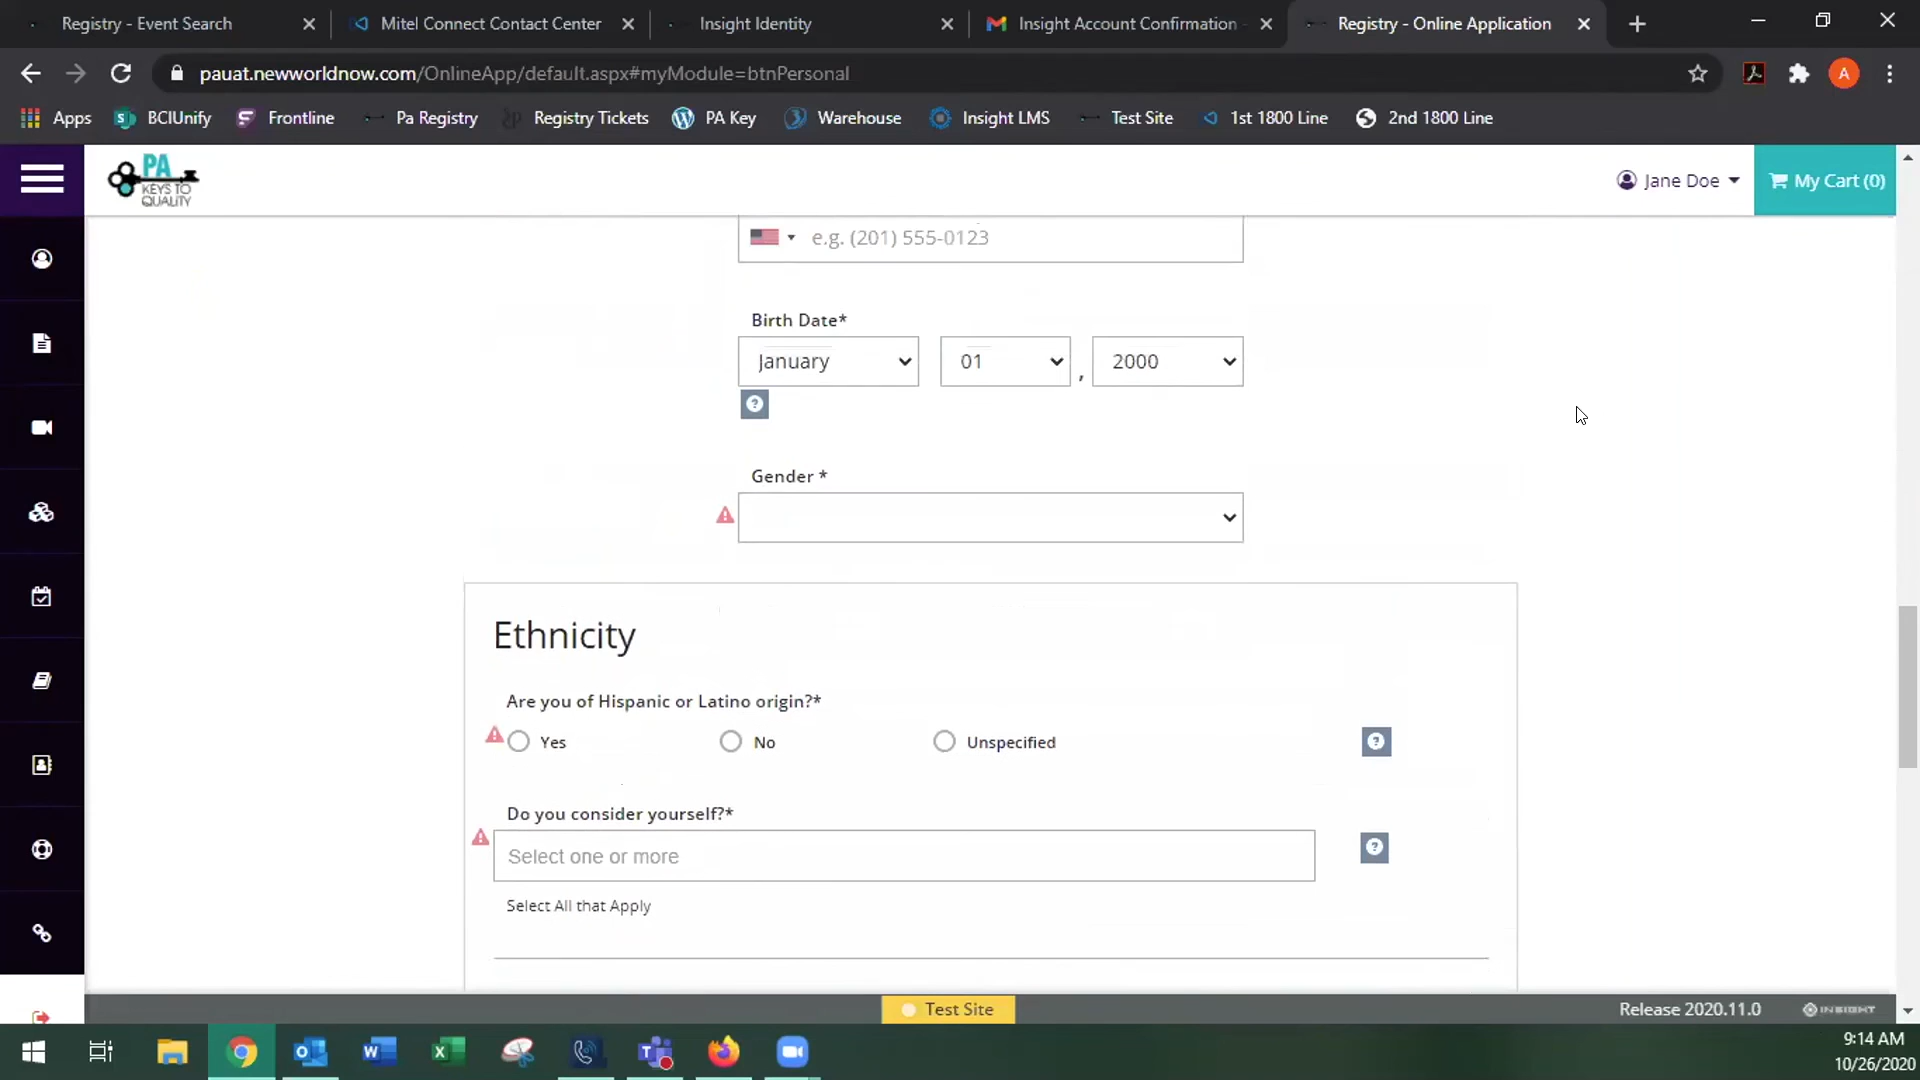 Registry - Event Search
Mitel Connect Contact Center
Insight Identity
Insight Account Confirmation -
Registry - Online Application
pauat.newworldnow.com/OnlineApp/default.aspx#myModule=btnPersonal
A
Apps
BCIUnify
Frontline
Pa Registry
Registry Tickets
PA Key
Warehouse
Insight LMS
Test Site
1st 1800 Line
2nd 1800 Line
PA
KEYS TO
QUALITY
Jane Doe
My Cart (0)
e.g. (201) 555-0123
Birth Date*
January
01
,
2000
Gender *
Ethnicity
Are you of Hispanic or Latino origin?*
Yes
No
Unspecified
Do you consider yourself?*
Select one or more
Select All that Apply
Test Site
Release 2020.11.0
INSIGHT
9:14 AM
10/26/2020